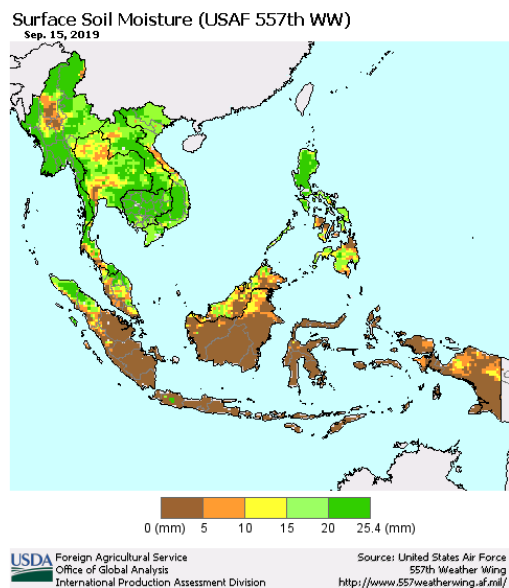 Surface Soil Moisture (USAF 557th WW)
Sep. 15, 2019
0 (mm) 5 10 15 20 25.4 (mm)
USDA Foreign Agricultural Service
Office of Global Analysis
International Production Assessment Division
Source: United States Air Force
557th Weather Wing
http://www.557weatherwing.af.mil/